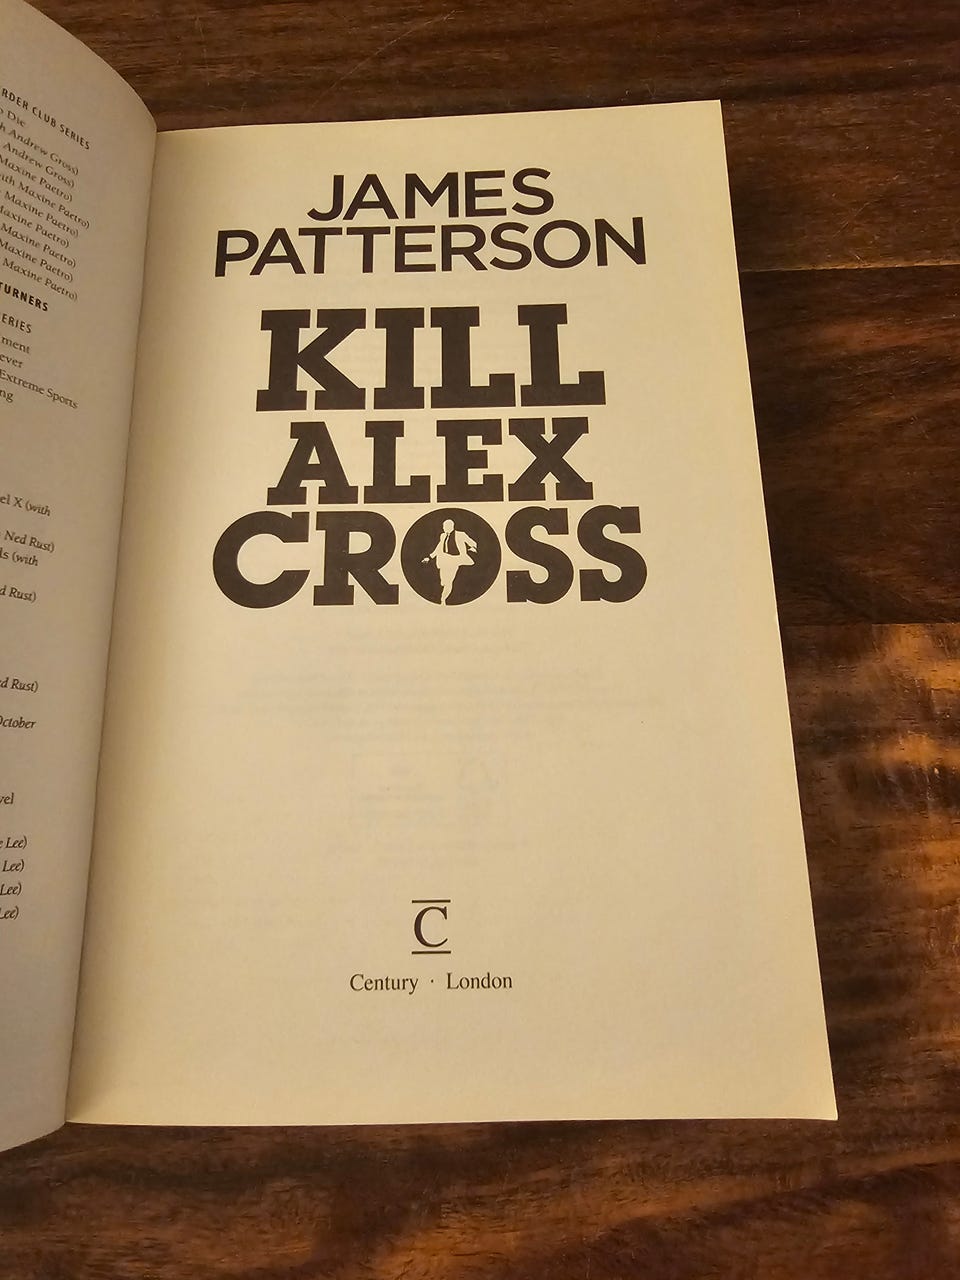 RDER CLUB SERIES
Die
h Andrew Gross)
Andrew Gross)
Maxine Paetro)
ith Maxine Paetro)
Maxine Paetro)
Maxine Paetro)
Maxine Paetro)
Maxine Paetro)
Maxine Paetro)
TURNERS
ERIES
ment
ever
Extreme Sports
ng
el X (with
Ned Rust)
ls (with
d Rust)
d Rust)
October
vel
e Lee)
Lee)
Lee)
Lee)
JAMES
PATTERSON
KILL
ALEX
CROSS
C
Century · London